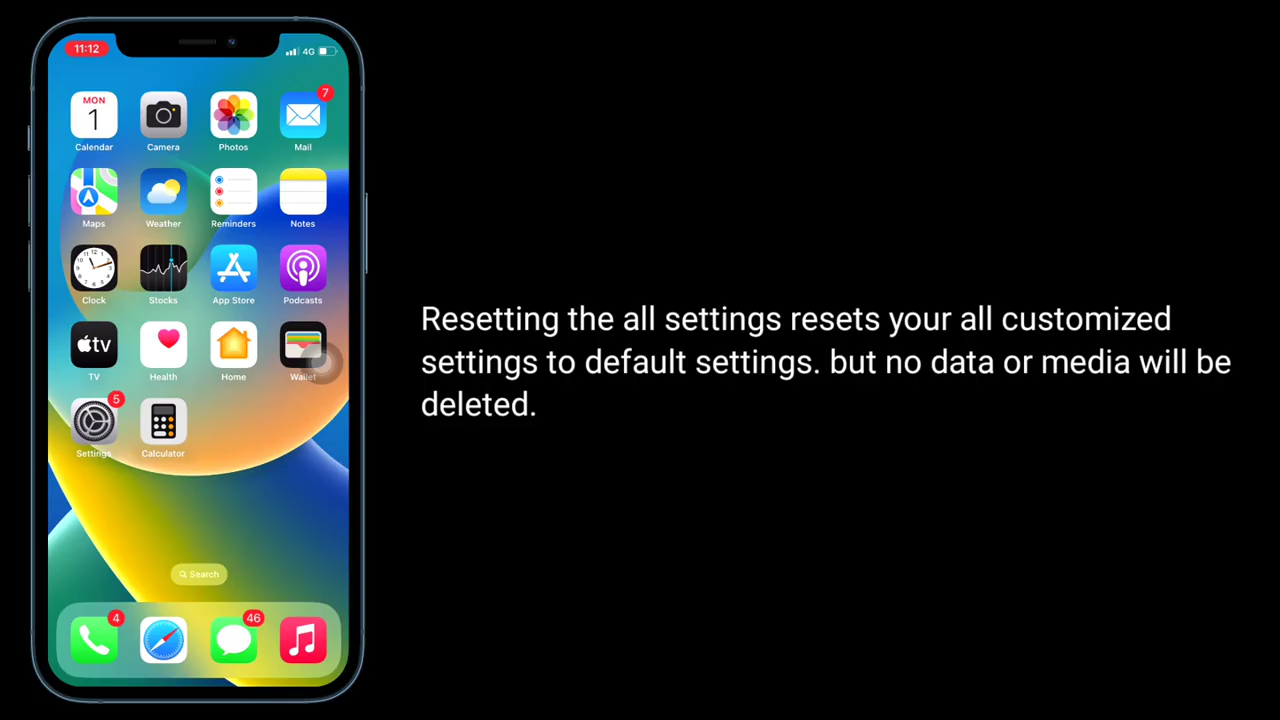 11:12
4G
MON
1
7
Calendar
Camera
Photos
Mail
Maps
Weather
Reminders
Notes
Clock
Stocks
App Store
Podcasts
tv
TV
Health
Home
Wallet
5
Settings
Calculator
Search
4
46
Resetting the all settings resets your all customized
settings to default settings. but no data or media will be
deleted.